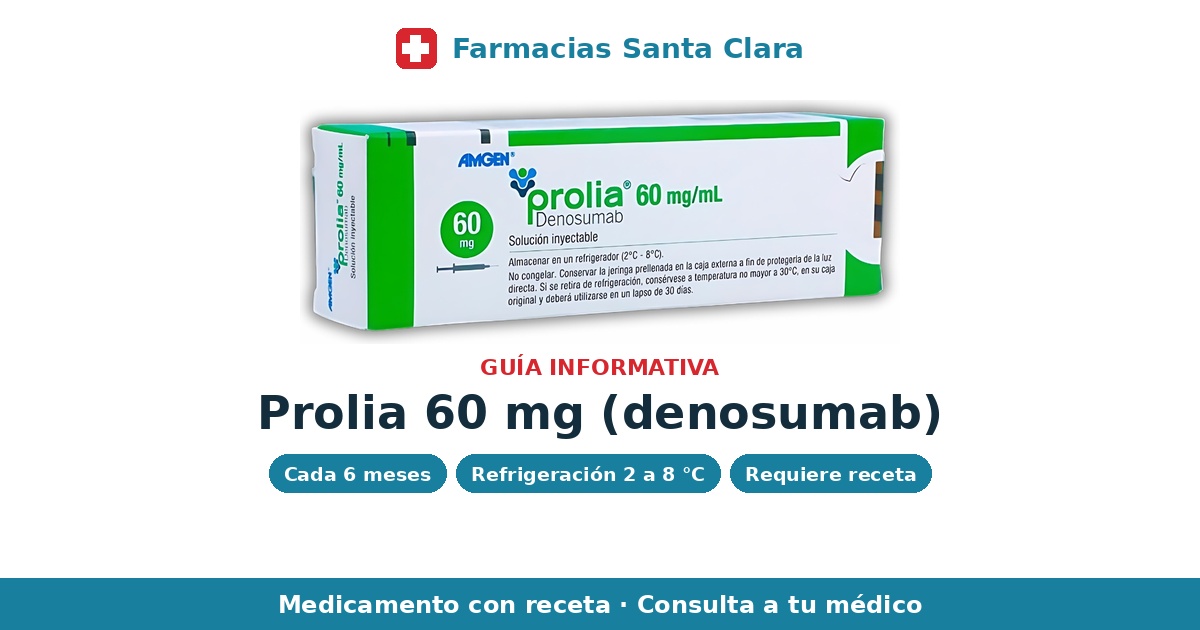 Farmacias Santa Clara
AMGEN®
prolia® 60 mg/mL
Denosumab
Solución inyectable
60
mg
Almacenar en un refrigerador (2°C - 8°C).
No congelar. Conservar la jeringa prellenada en la caja externa a fin de protegerla de la luz
directa. Si se retira de refrigeración, consérvese a temperatura no mayor a 30°C, en su caja
original y deberá utilizarse en un lapso de 30 días.
AMGEN
prolia® 60 mg/mL
Denosumab
Solución inyectable
GUÍA INFORMATIVA
Prolia 60 mg (denosumab)
Cada 6 meses
Refrigeración 2 a 8 °C
Requiere receta
Medicamento con receta · Consulta a tu médico